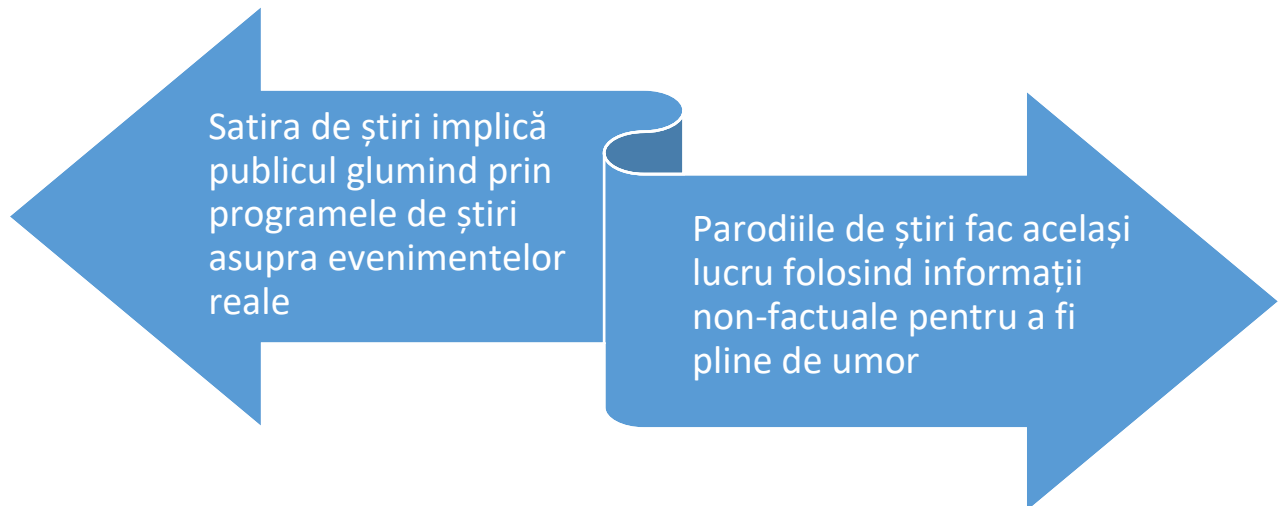 Satira de știri implică
publicul glumind prin
programele de știri
asupra evenimentelor
reale
Parodiile de știri fac același
lucru folosind informații
non-factuale pentru a fi
pline de umor